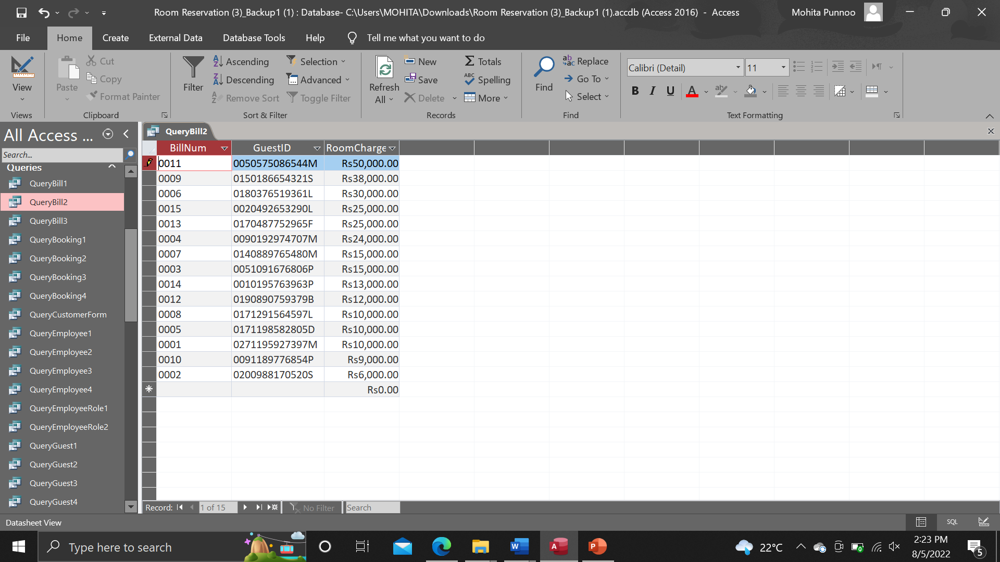 Room Reservation (3)_Backup1 (1) : Database- C:\Users\MOHITA\Downloads\Room Reservation (3)_Backup1 (1).accdb (Access 2016) - Access
Mohita Punnoo
File Home Create External Data Database Tools Help Tell me what you want to do
View
Views
Paste
Cut
Copy
Format Painter
Clipboard
Filter
Ascending
Descending
Remove Sort
Selection
Advanced
Toggle Filter
Sort & Filter
Refresh
All
New
Save
Delete
Totals
Spelling
More
Records
Find
Replace
Go To
Select
Find
Calibri (Detail) 11
B I U
Text Formatting
All Access ...
Search...
Queries
QueryBill1
QueryBill2
QueryBill3
QueryBooking1
QueryBooking2
QueryBooking3
QueryBooking4
QueryCustomerForm
QueryEmployee1
QueryEmployee2
QueryEmployee3
QueryEmployee4
QueryEmployeeRole1
QueryEmployeeRole2
QueryGuest1
QueryGuest2
QueryGuest3
QueryGuest4
QueryBill2
BillNum GuestID RoomCharge
0011 0050575086544M Rs50,000.00
0009 0150186654321S Rs38,000.00
0006 0180376519361L Rs30,000.00
0015 0020492653290L Rs25,000.00
0013 0170487752965F Rs25,000.00
0004 0090192974707M Rs24,000.00
0007 0140889765480M Rs15,000.00
0003 0051091676806P Rs15,000.00
0014 0010195763963P Rs13,000.00
0012 0190890759379B Rs12,000.00
0008 0171291564597L Rs10,000.00
0005 0171198582805D Rs10,000.00
0001 0271195927397M Rs10,000.00
0010 0091189776854P Rs9,000.00
0002 0200988170520S Rs6,000.00
Rs0.00
Record: 1 of 15 No Filter Search
Datasheet View
SQL
Type here to search
22°C
2:23 PM
8/5/2022
5